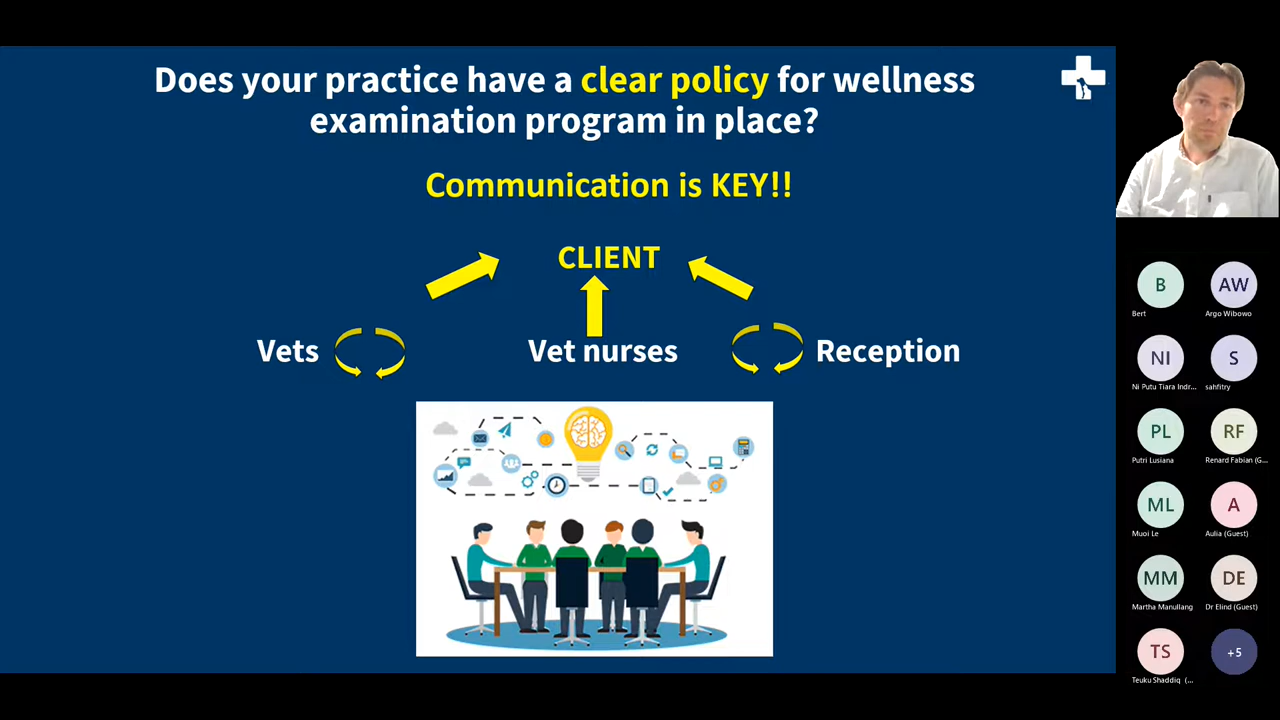 Does your practice have a clear policy for wellness
examination program in place?
Communication is KEY!!
CLIENT
Vets
Vet nurses
Reception
B
AW
Bert
Argo Wibowo
NI
S
Ni Putu Tiara Indr...
sahfitry
PL
RF
Putri Lusiana
Renard Fabian (G...
ML
A
Muoi Le
Aulia (Guest)
MM
DE
Martha Manullang
Dr Elind (Guest)
TS
+5
Teuku Shaddiq (...